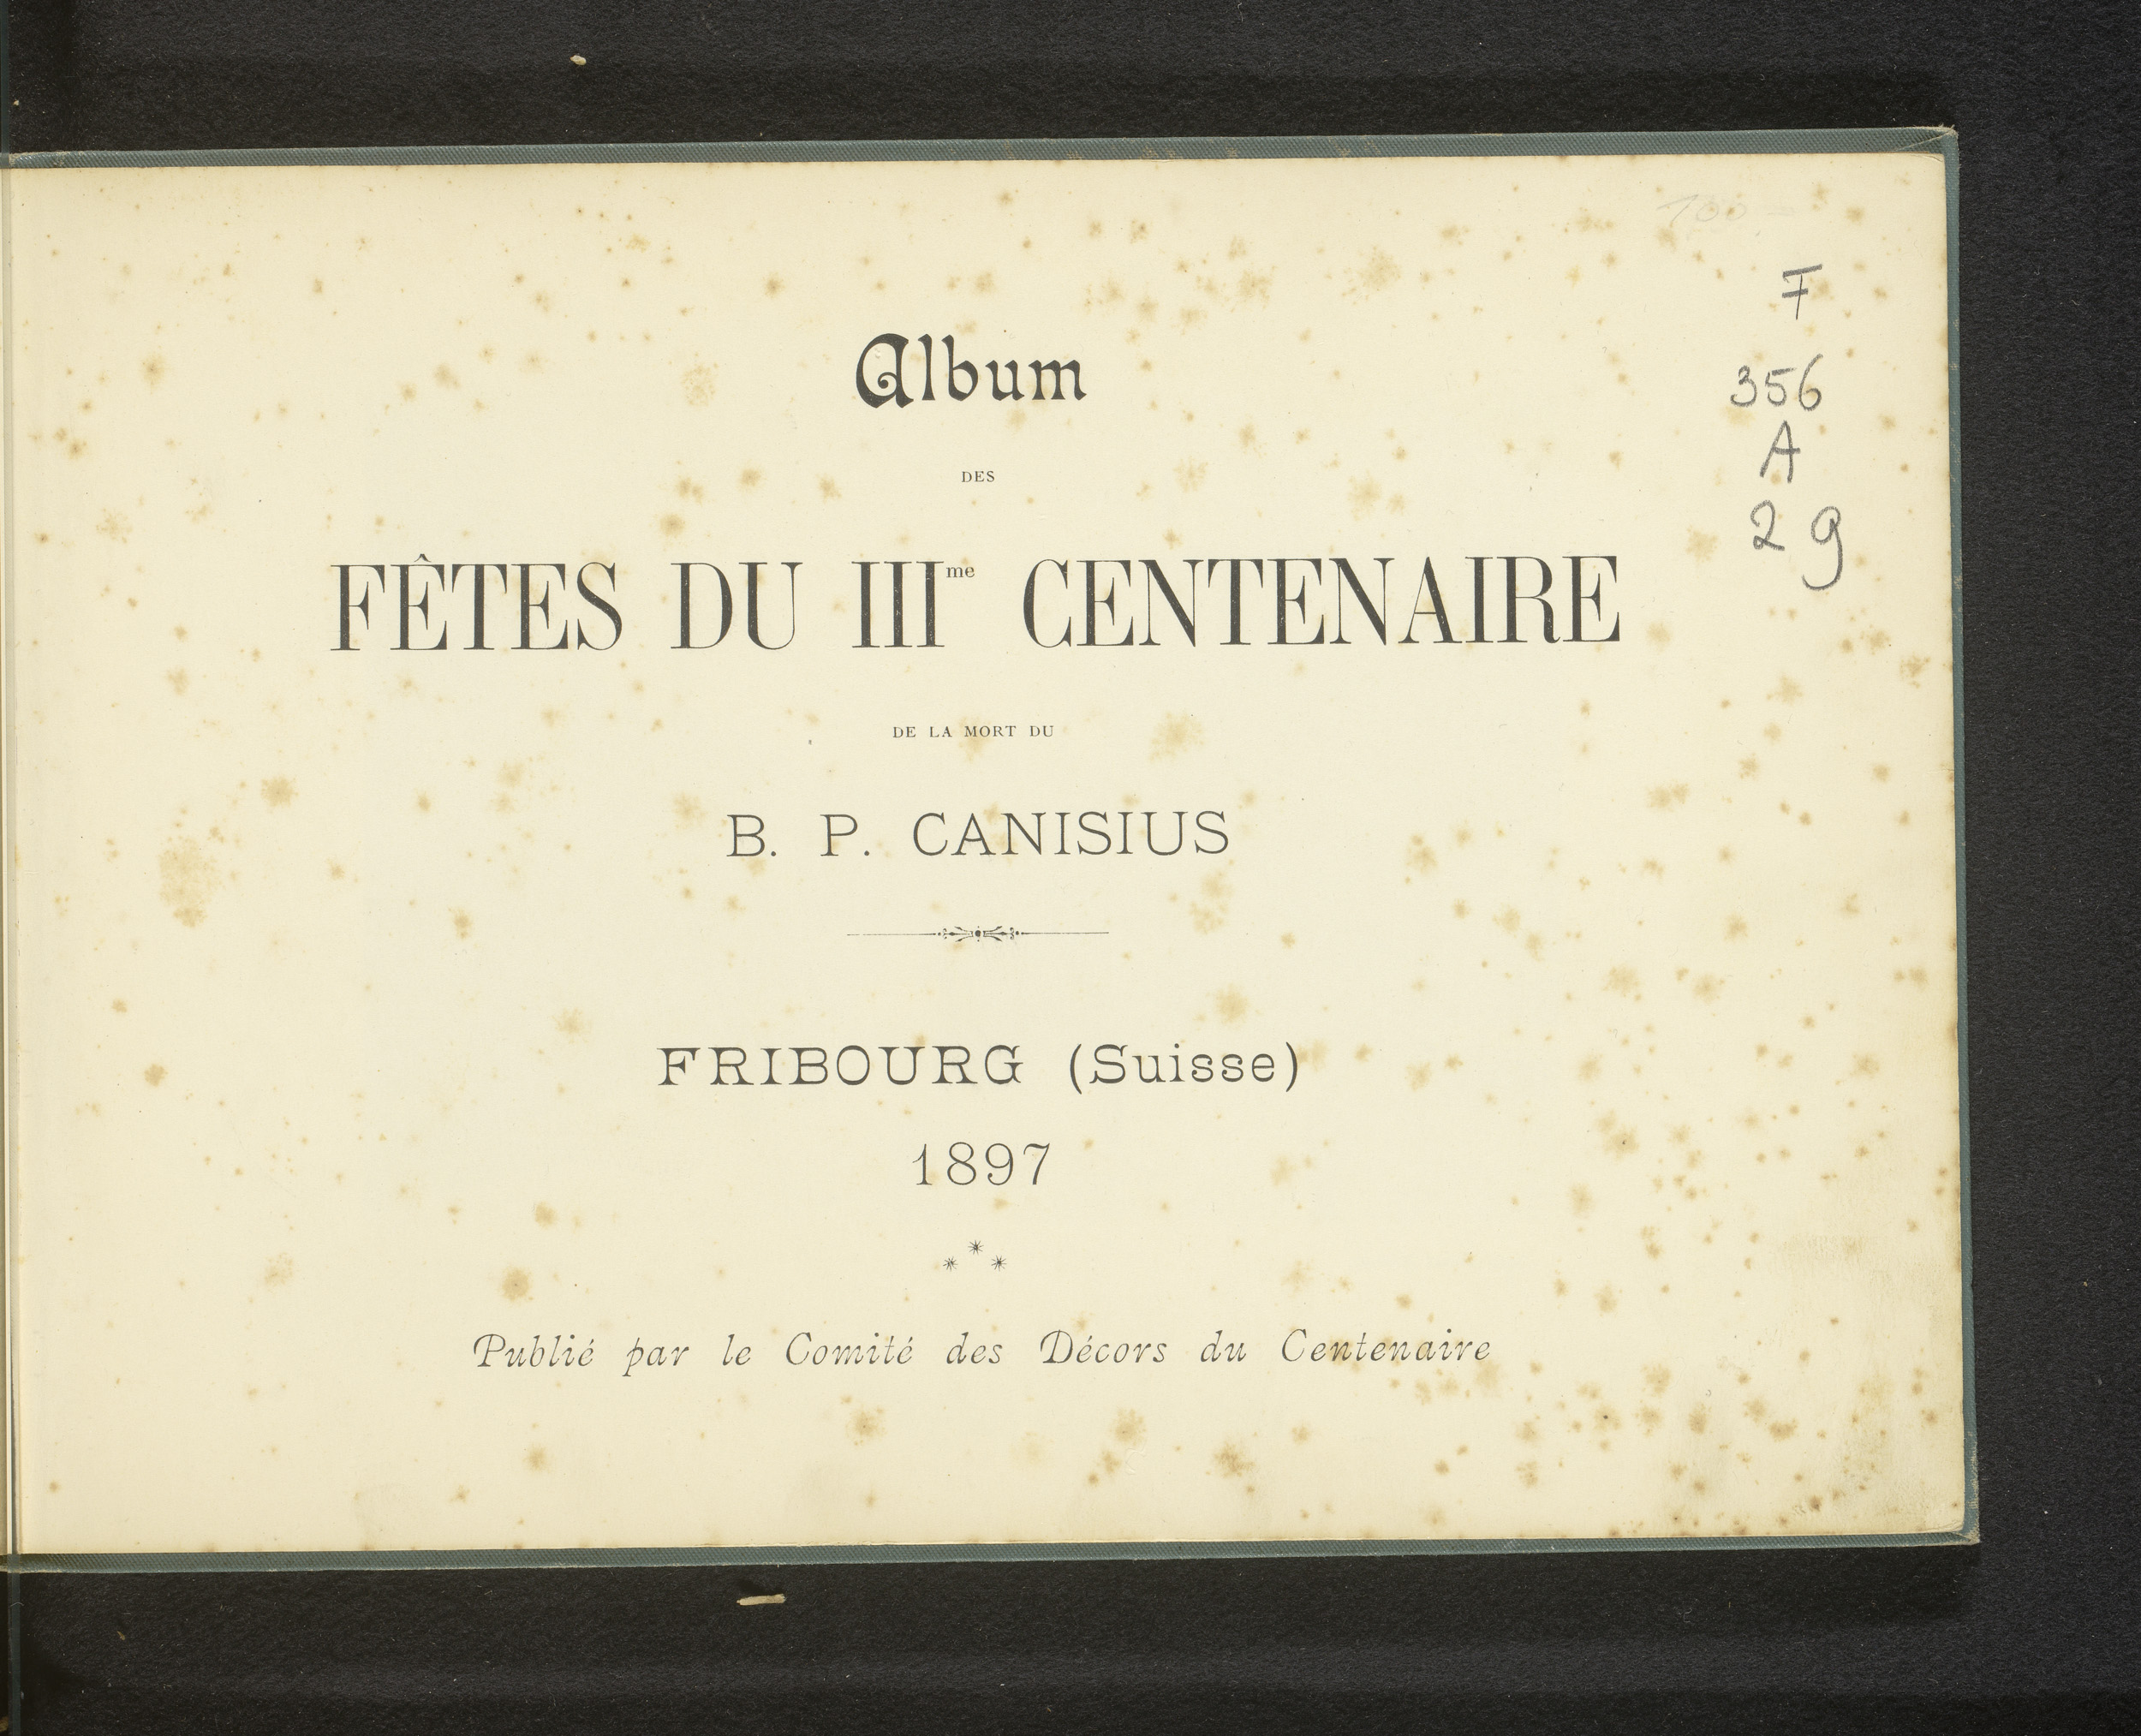 Album
DES
FÊTES DU IIIme CENTENAIRE
DE LA MORT DU
B. P. CANISIUS
FRIBOURG (Suisse)
1897
* * *
Publié par le Comité des Décors du Centenaire
F
356
A
29